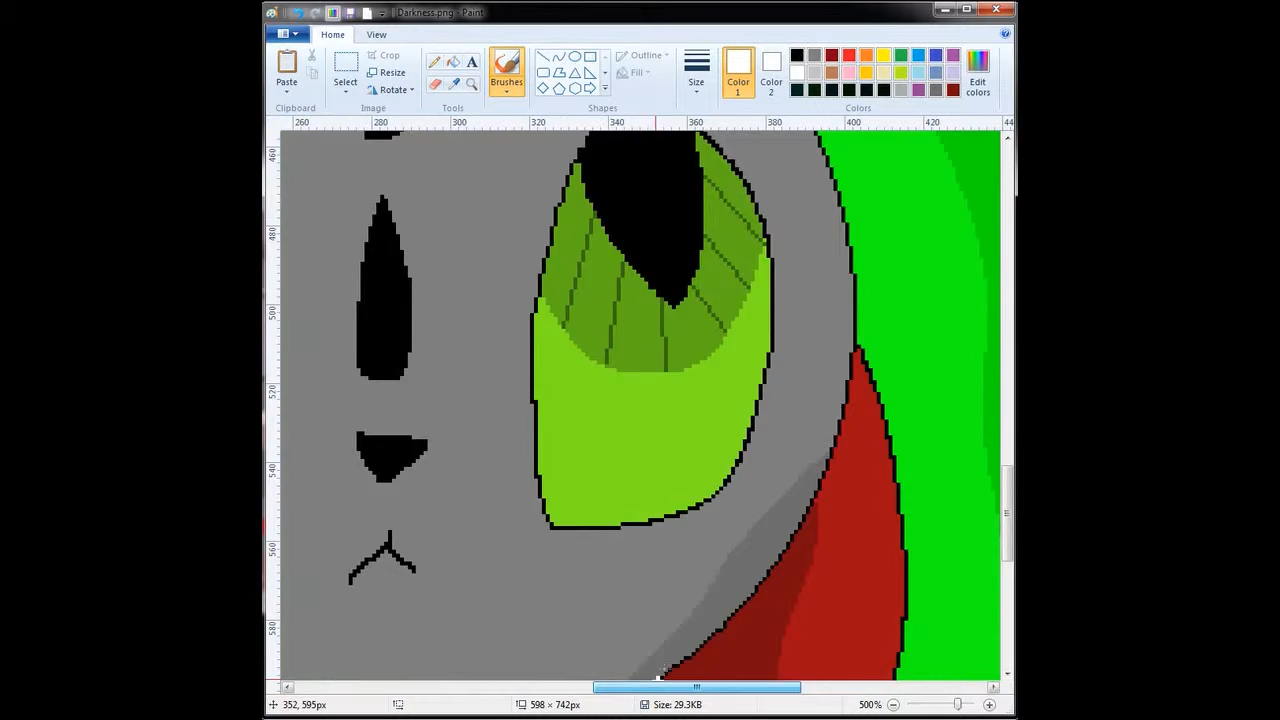 Darkness.png - Paint
Home View
Paste
Crop
Resize
Rotate
Select
A
Brushes
Outline
Fill
Size
Color 1
Color 2
Edit colors
Clipboard Image Tools Shapes Colors
260 280 300 320 340 360 380 400 420 44
460
480
500
520
540
560
580
352, 595px 598 × 742px Size: 29.3KB 500%